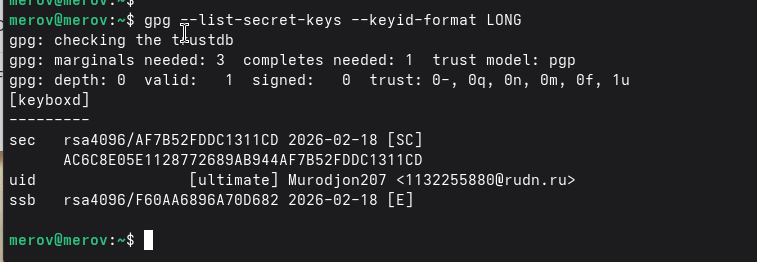 merov@merov:~$
merov@merov:~$ gpg --list-secret-keys --keyid-format LONG
gpg: checking the trustdb
gpg: marginals needed: 3  completes needed: 1  trust model: pgp
gpg: depth: 0  valid:   1  signed:   0  trust: 0-, 0q, 0n, 0m, 0f, 1u
[keyboxd]
---------
sec   rsa4096/AF7B52FDDC1311CD 2026-02-18 [SC]
      AC6C8E05E1128772689AB944AF7B52FDDC1311CD
uid                 [ultimate] Murodjon207 <1132255880@rudn.ru>
ssb   rsa4096/F60AA6896A70D682 2026-02-18 [E]

merov@merov:~$